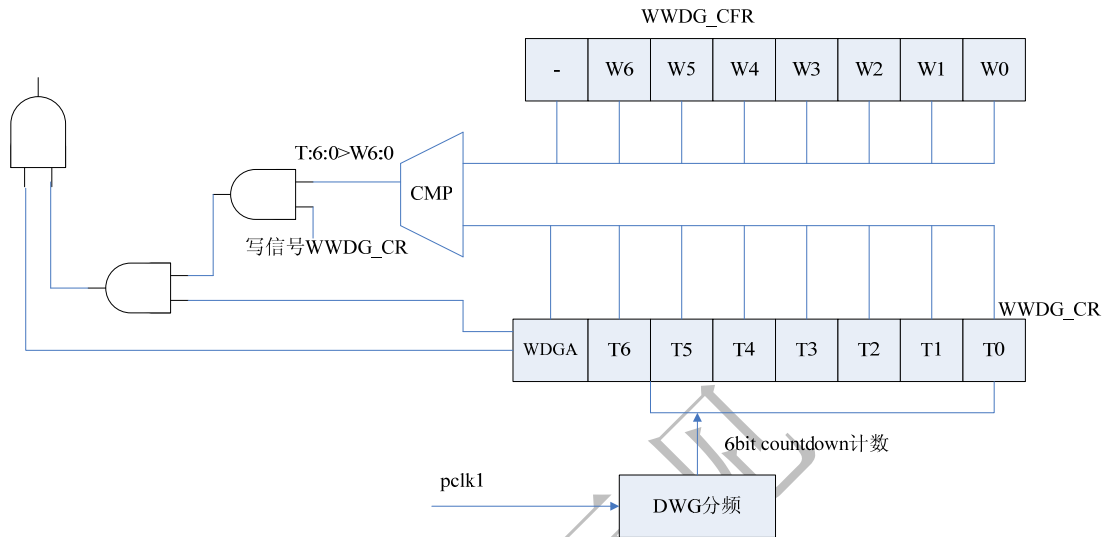 WWDG_CFR
- W6 W5 W4 W3 W2 W1 W0
T:6:0>W6:0
CMP
写信号WWDG_CR
WWDG_CR
WDGA T6 T5 T4 T3 T2 T1 T0
6bit countdown计数
pclk1
DWG分频